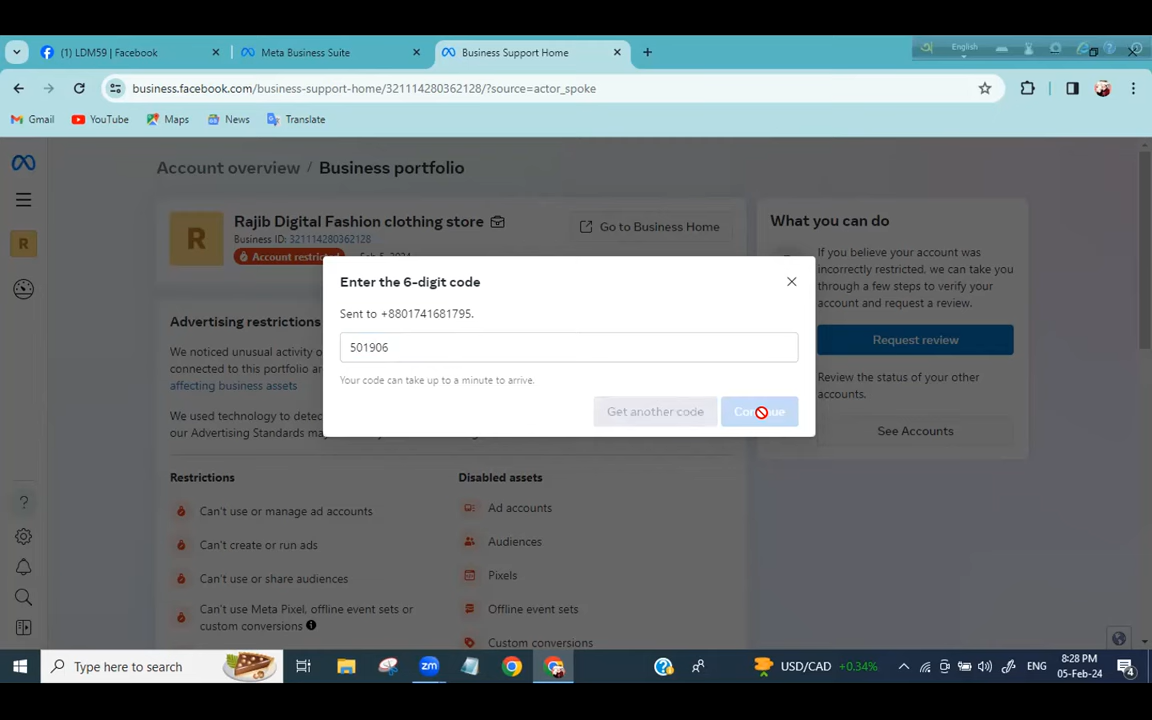 (1) LDM59 | Facebook
Meta Business Suite
Business Support Home
English
business.facebook.com/business-support-home/321114280362128/?source=actor_spoke
Gmail
YouTube
Maps
News
Translate
Account overview / Business portfolio
R
R
Rajib Digital Fashion clothing store
Business ID: 321114280362128
Account restricted
Go to Business Home
What you can do
If you believe your account was
incorrectly restricted, we can take you
through a few steps to verify your
account and request a review.
Request review
Review the status of your other
accounts.
See Accounts
Enter the 6-digit code
Sent to +8801741681795.
501906
Your code can take up to a minute to arrive.
Get another code
Continue
Advertising restrictions
We noticed unusual activity
connected to this portfolio
affecting business assets
We used technology to detec
our Advertising Standards
Restrictions
Can't use or manage ad accounts
Can't create or run ads
Can't use or share audiences
Can't use Meta Pixel, offline event sets or
custom conversions
Disabled assets
Ad accounts
Audiences
Pixels
Offline event sets
Custom conversions
Type here to search
zm
USD/CAD +0.34%
ENG
8:28 PM
05-Feb-24
4